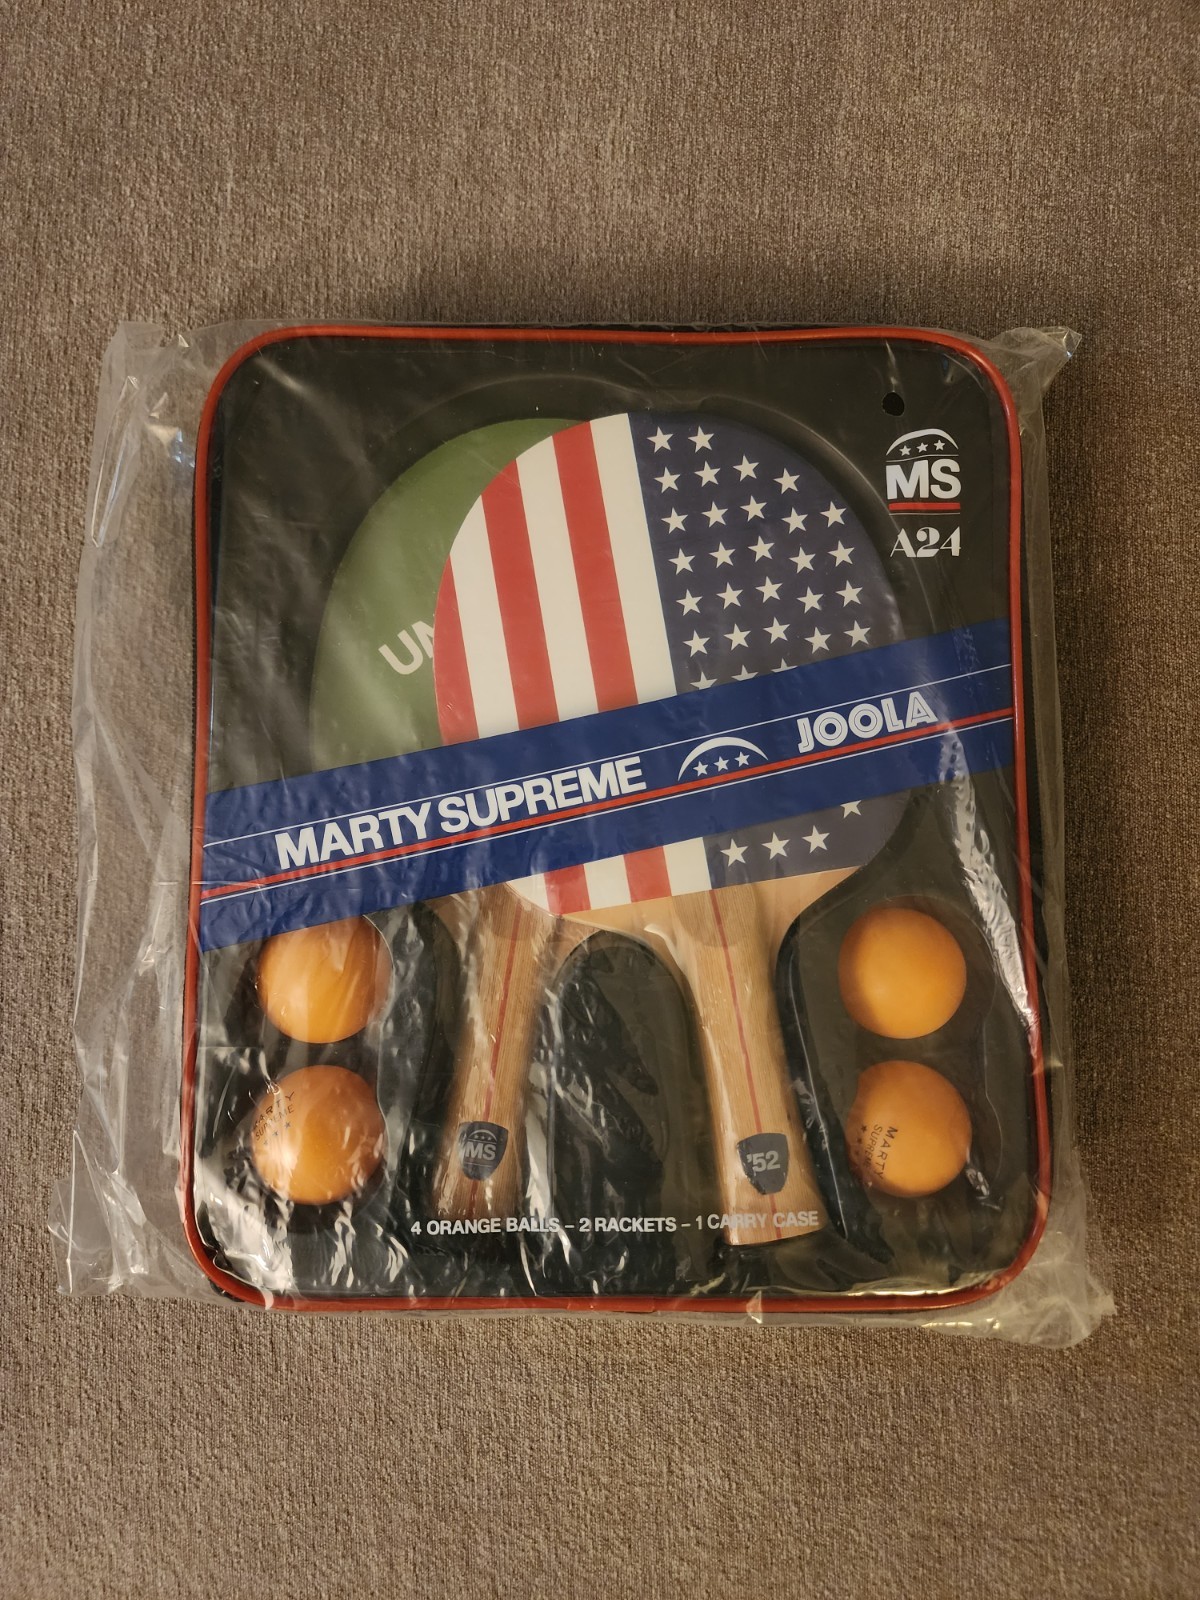 MS
A24
UN
MARTY SUPREME
JOOLA
MARTY
SUPREME
MARTY
SUPREME
MS
'52
4 ORANGE BALLS – 2 RACKETS – 1 CARRY CASE